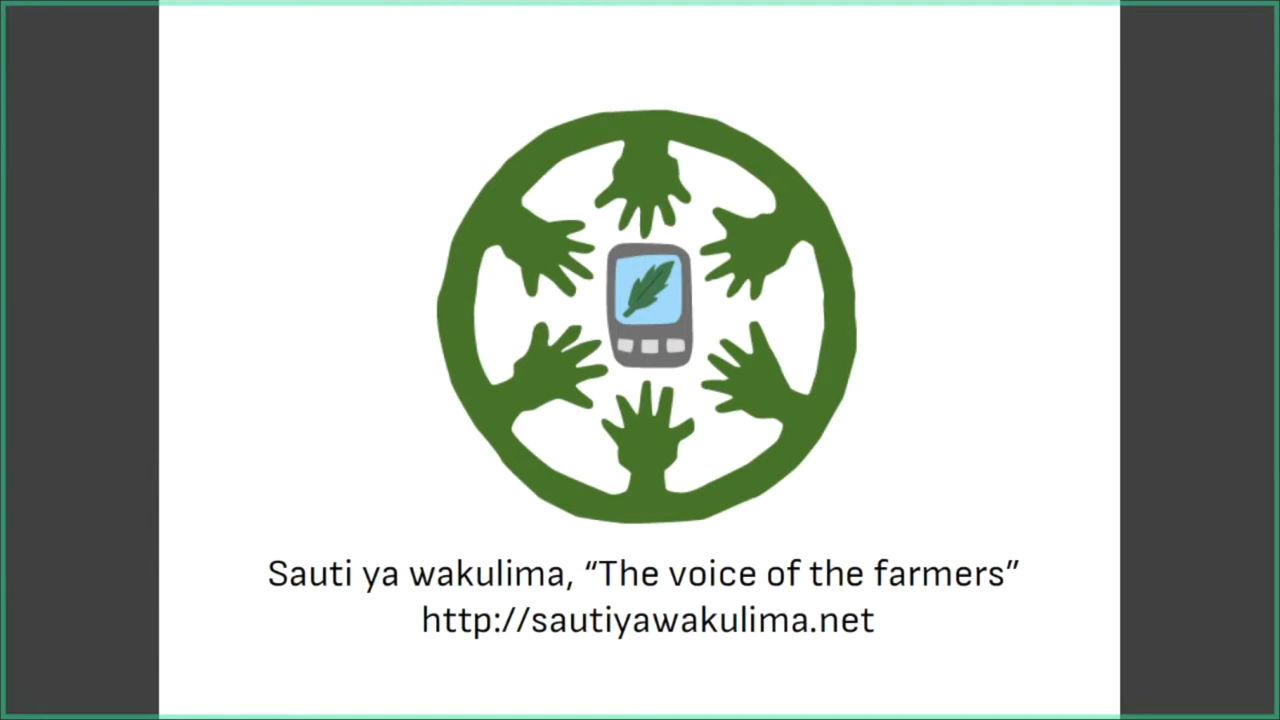 Sauti ya wakulima, “The voice of the farmers”
http://sautiyawakulima.net